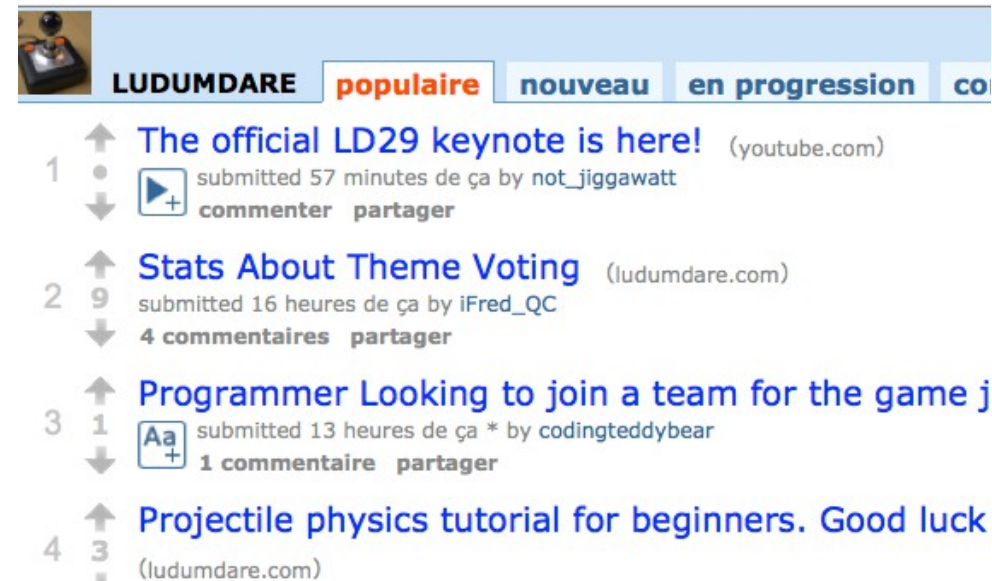 LUDUMDARE populaire nouveau en progression
The official LD29 keynote is here! (youtube.com)
1
submitted 57 minutes de ça by not_jiggawatt
commenter partager
Stats About Theme Voting (ludumdare.com)
2 9 submitted 16 heures de ça by iFred_QC
4 commentaires partager
Programmer Looking to join a team for the game j
3 1 Aa submitted 13 heures de ça * by codingteddybear
1 commentaire partager
Projectile physics tutorial for beginners. Good luck
4 3
(ludumdare.com)